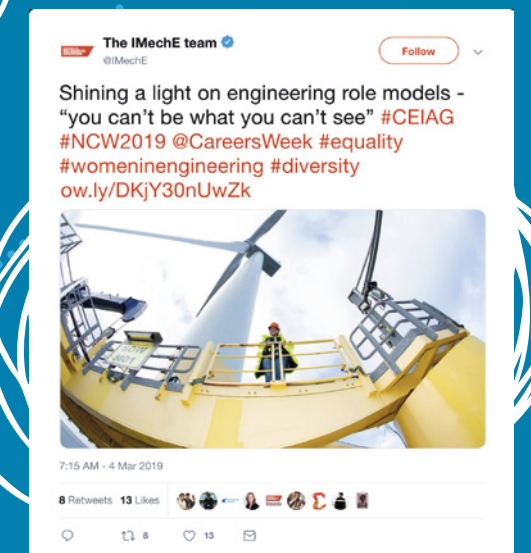 The IMechE team
@IMechE
Follow
Shining a light on engineering role models -
“you can’t be what you can’t see” #CEIAG
#NCW2019 @CareersWeek #equality
#womeninengineering #diversity
ow.ly/DKjY30nUwZk
7:15 AM - 4 Mar 2019
8 Retweets 13 Likes
8 13